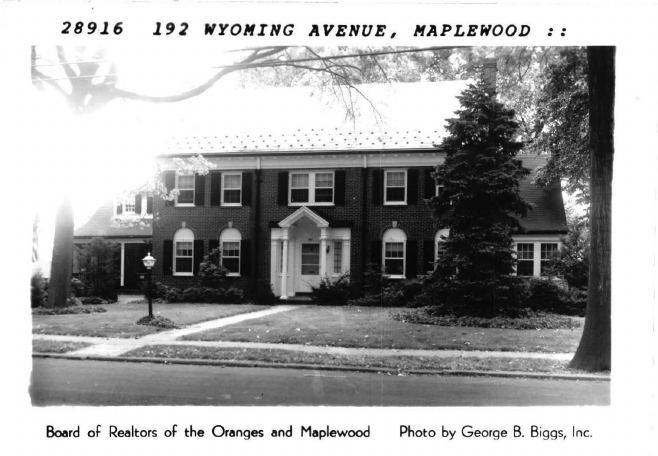 28916 192 WYOMING AVENUE, MAPLEWOOD ::
Board of Realtors of the Oranges and Maplewood Photo by George B. Biggs, Inc.